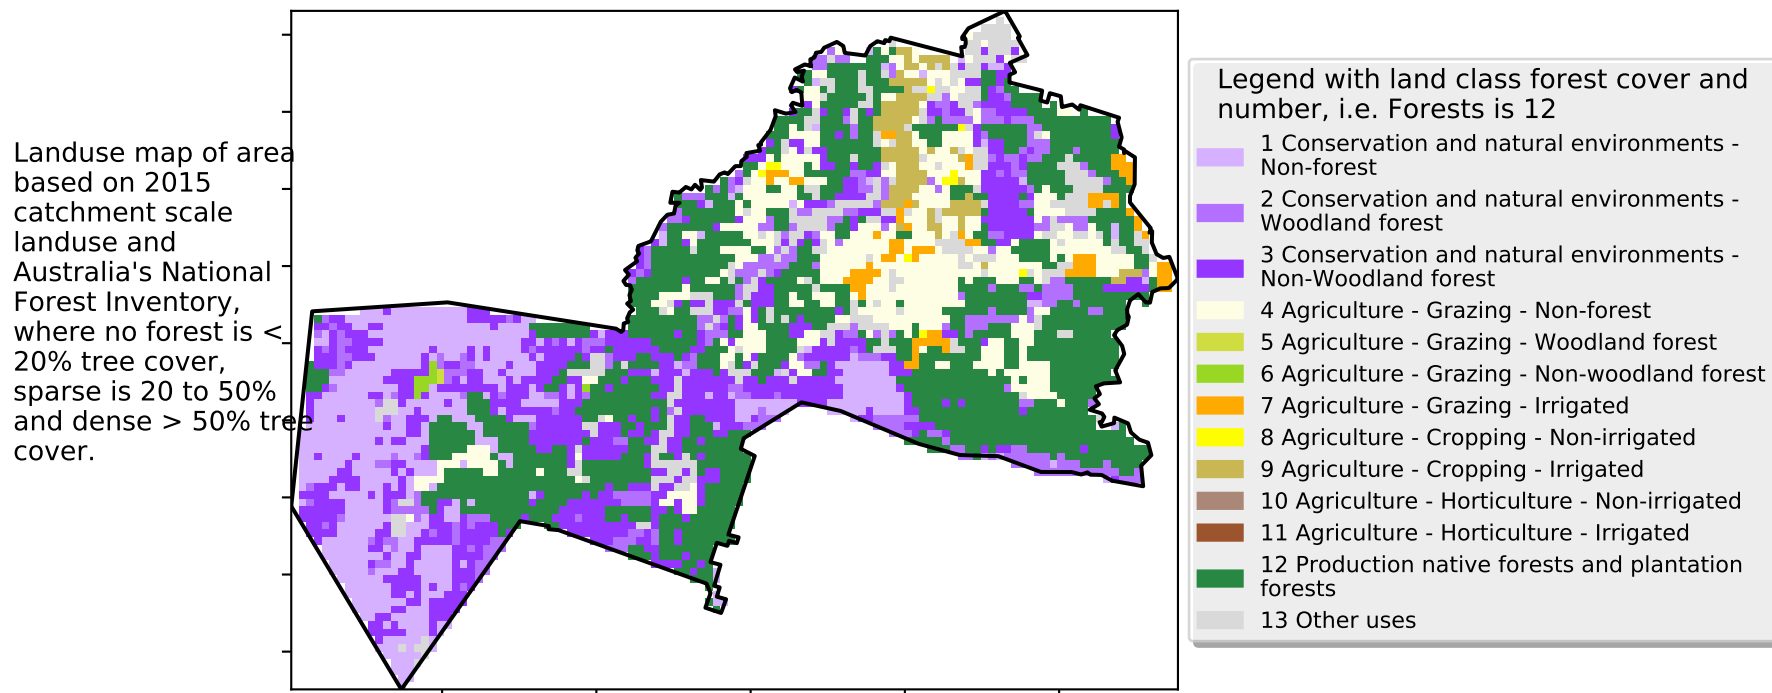 Landuse map of area
based on 2015
catchment scale
landuse and
Australia's National
Forest Inventory,
where no forest is <
20% tree cover,
sparse is 20 to 50%
and dense > 50% tree
cover.
Legend with land class forest cover and
number, i.e. Forests is 12
1 Conservation and natural environments -
Non-forest
2 Conservation and natural environments -
Woodland forest
3 Conservation and natural environments -
Non-Woodland forest
4 Agriculture - Grazing - Non-forest
5 Agriculture - Grazing - Woodland forest
6 Agriculture - Grazing - Non-woodland forest
7 Agriculture - Grazing - Irrigated
8 Agriculture - Cropping - Non-irrigated
9 Agriculture - Cropping - Irrigated
10 Agriculture - Horticulture - Non-irrigated
11 Agriculture - Horticulture - Irrigated
12 Production native forests and plantation
forests
13 Other uses